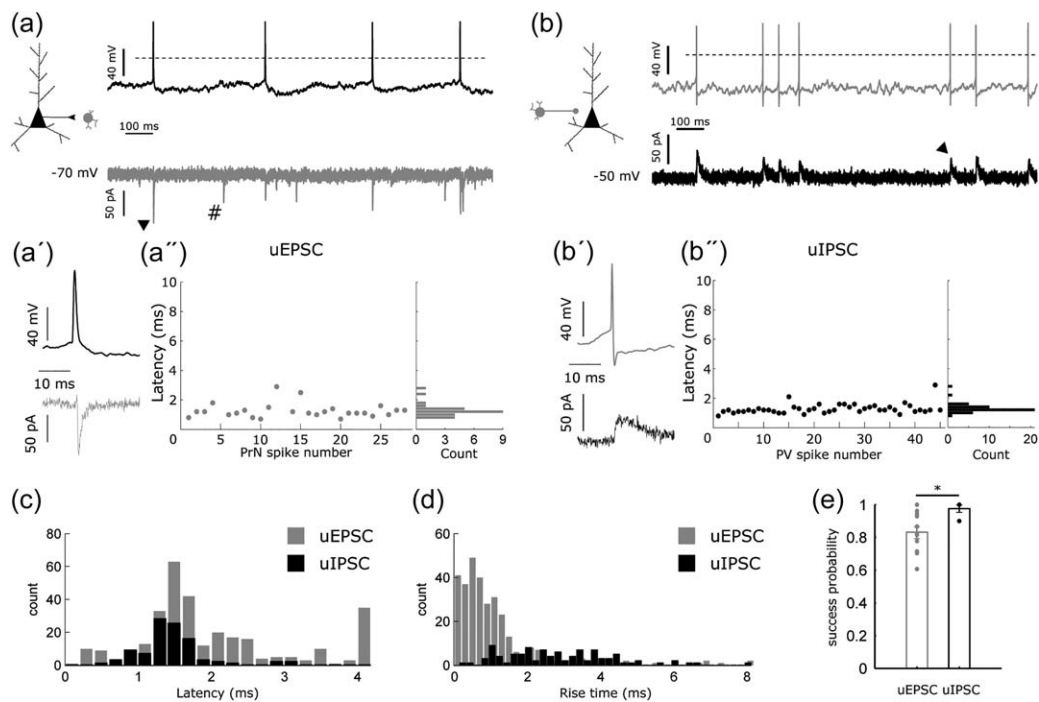 (a)
40 mV
100 ms
-70 mV
50 pA
#
(b)
40 mV
100 ms
50 pA
-50 mV
(a´)
40 mV
10 ms
50 pA
(a´´)
uEPSC
Latency (ms)
10
8
6
4
2
0
10
20
PrN spike number
0
3
6
9
Count
(b´)
40 mV
10 ms
50 pA
(b´´)
uIPSC
Latency (ms)
10
8
6
4
2
0
10
20
30
40
PV spike number
0
10
20
Count
(c)
count
80
60
40
20
0
0
1
2
3
4
Latency (ms)
uEPSC
uIPSC
(d)
count
60
40
20
0
0
2
4
6
8
Rise time (ms)
uEPSC
uIPSC
(e)
*
success probability
1
0.8
0.6
0.4
0.2
0
uEPSC uIPSC